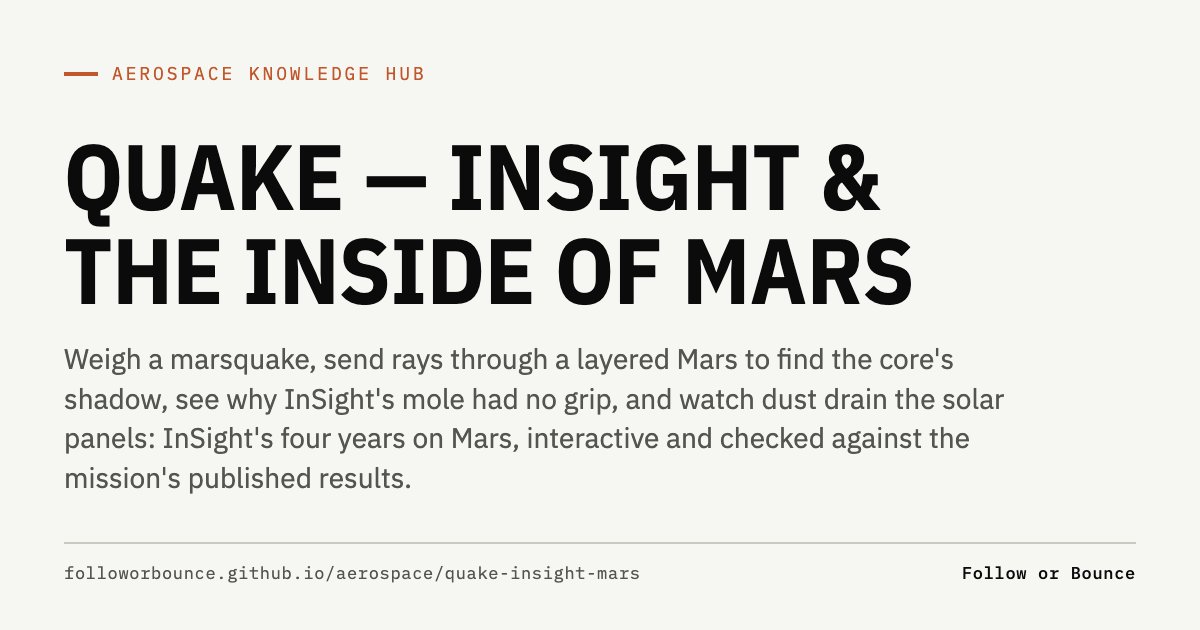 AEROSPACE KNOWLEDGE HUB
QUAKE — INSIGHT &
THE INSIDE OF MARS
Weigh a marsquake, send rays through a layered Mars to find the core's
shadow, see why InSight's mole had no grip, and watch dust drain the solar
panels: InSight's four years on Mars, interactive and checked against the
mission's published results.
followorbounce.github.io/aerospace/quake-insight-mars
Follow or Bounce